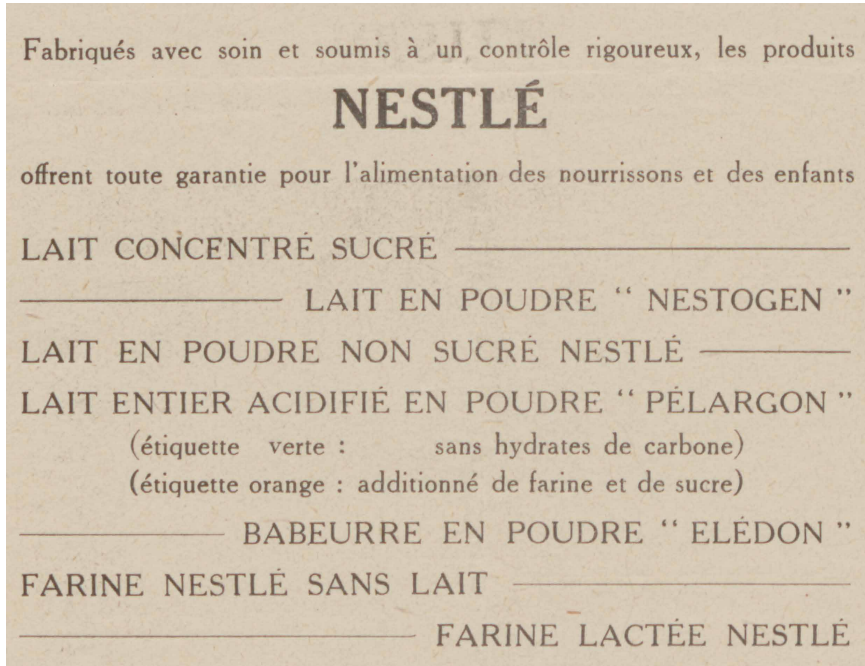 Fabriqués avec soin et soumis à un contrôle rigoureux, les produits
NESTLÉ
offrent toute garantie pour l'alimentation des nourrissons et des enfants
LAIT CONCENTRÉ SUCRÉ
LAIT EN POUDRE “ NESTOGEN ”
LAIT EN POUDRE NON SUCRÉ NESTLÉ
LAIT ENTIER ACIDIFIÉ EN POUDRE “ PÉLARGON ”
(étiquette verte : sans hydrates de carbone)
(étiquette orange : additionné de farine et de sucre)
BABEURRE EN POUDRE “ ELÉDON ”
FARINE NESTLÉ SANS LAIT
FARINE LACTÉE NESTLÉ